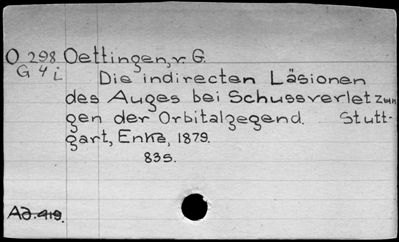 O 298 Oettingen, v. G.
G 4 i
Die indirecten Läsionen
des Auges bei Schussverletzun
gen der Orbitalgegend. Stutt-
gart, Enke, 1879.
83s.
Ad. 419.